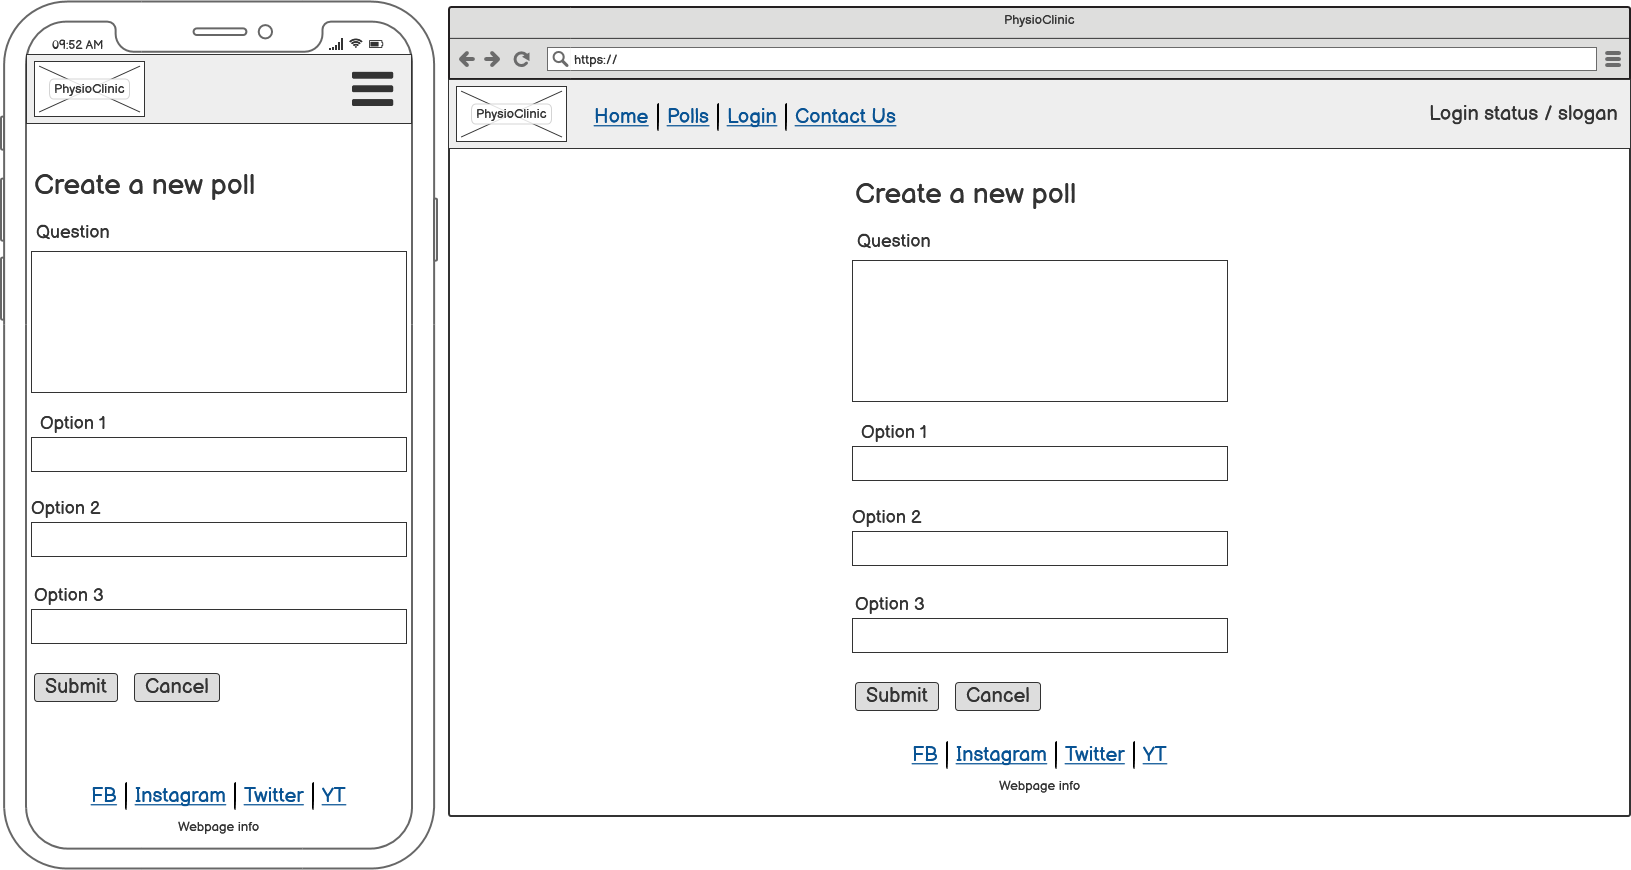 09:52 AM
PhysioClinic
Create a new poll
Question
Option 1
Option 2
Option 3
Submit Cancel
FB Instagram Twitter YT
Webpage info
PhysioClinic
https://
PhysioClinic
Home Polls Login Contact Us
Login status / slogan
Create a new poll
Question
Option 1
Option 2
Option 3
Submit Cancel
FB Instagram Twitter YT
Webpage info